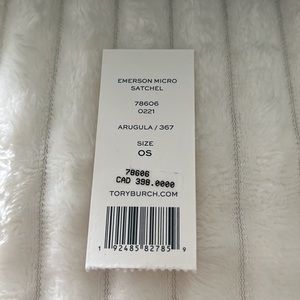 EMERSON MICRO
SATCHEL
78606
0221
ARUGULA / 367
SIZE
OS
78606
CAD 398.0000
TORYBURCH.COM
1 92485 82785 9